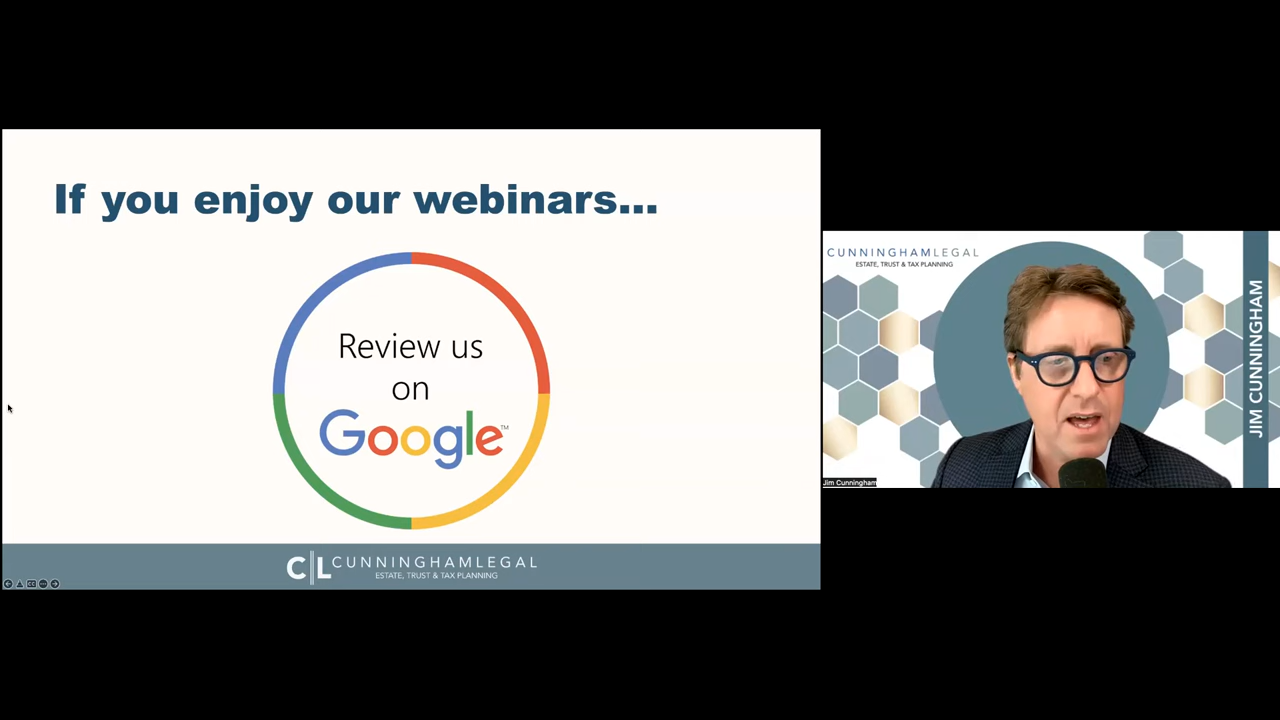 If you enjoy our webinars...
Review us
on
Google™
C|L CUNNINGHAMLEGAL
ESTATE, TRUST & TAX PLANNING
CUNNINGHAMLEGAL
ESTATE, TRUST & TAX PLANNING
JIM CUNNINGHAM
Jim Cunningham